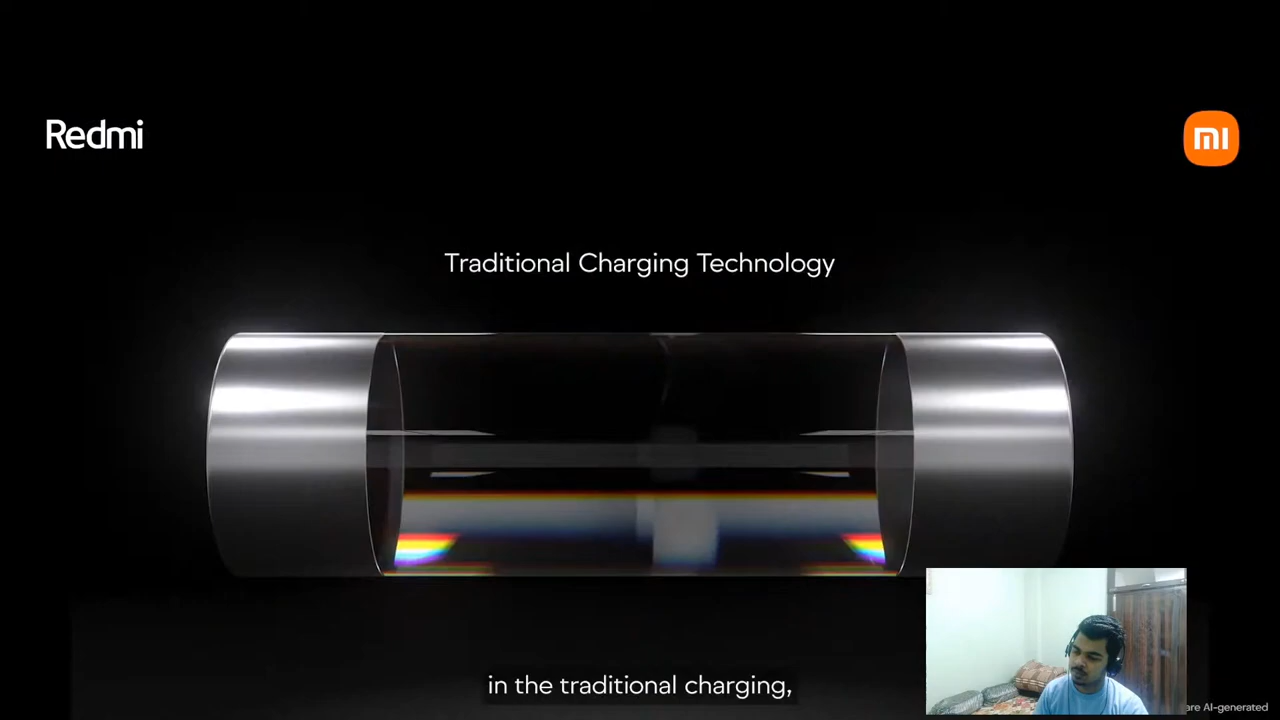 Redmi
mi
Traditional Charging Technology
in the traditional charging,
are AI-generated